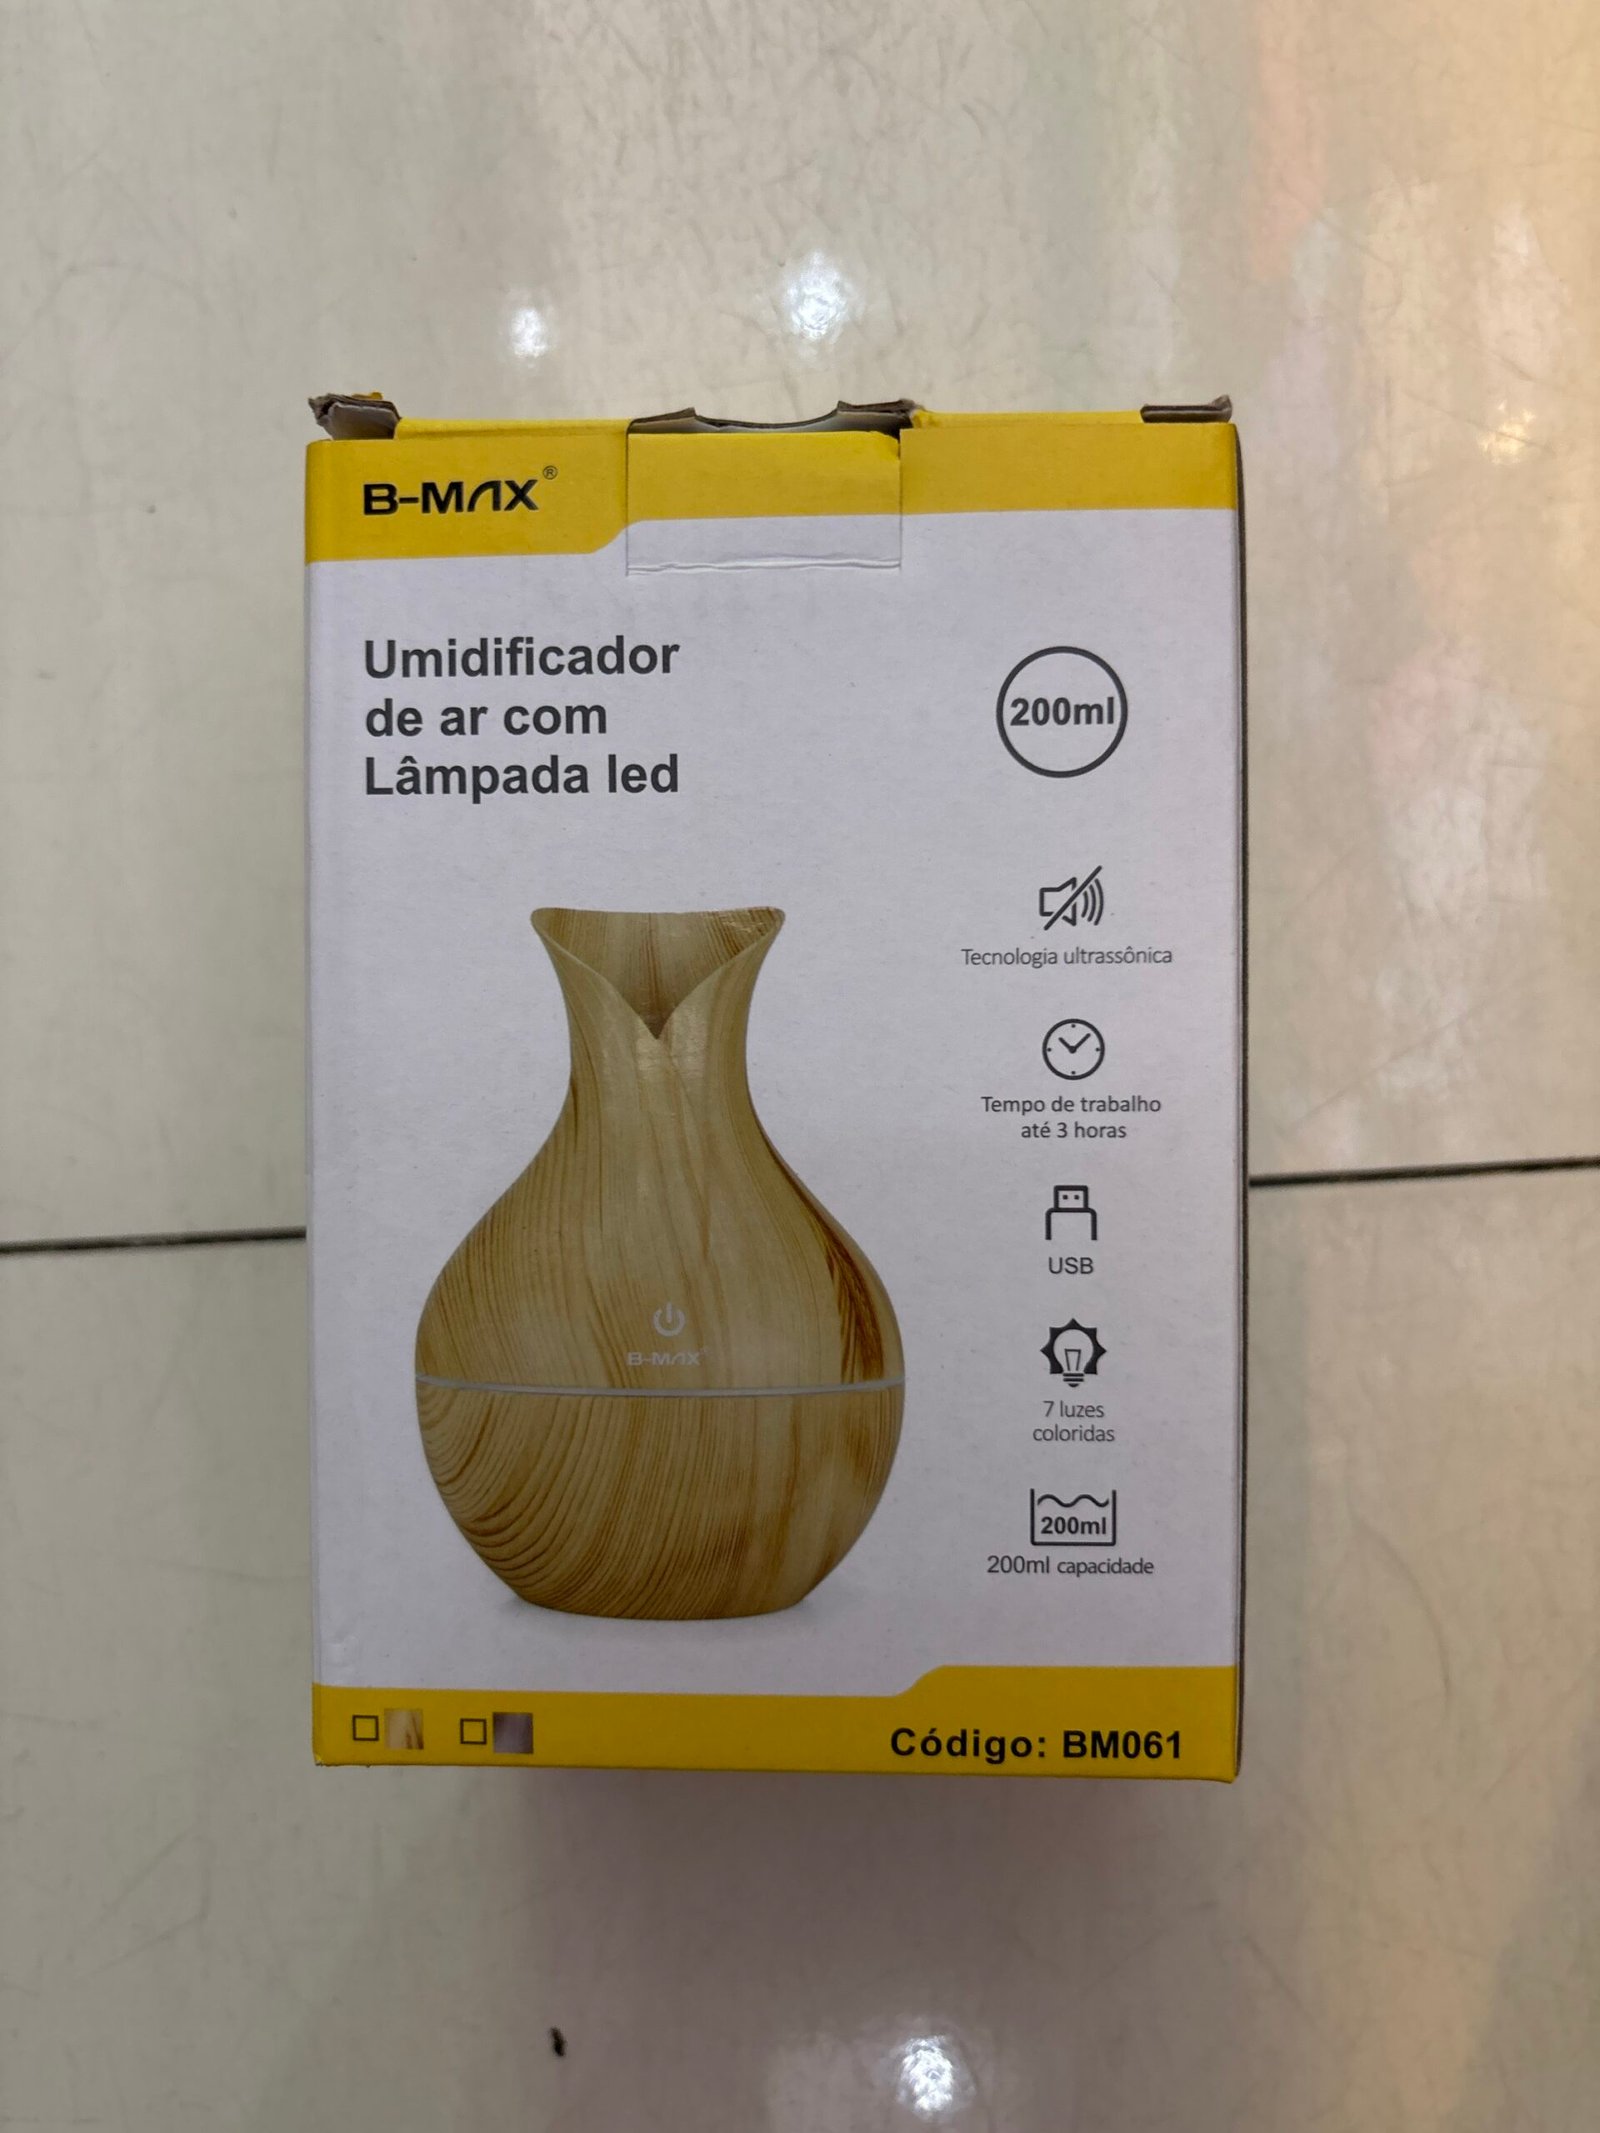 B-MAX®
Umidificador
de ar com
Lâmpada led
200ml
Tecnologia ultrassônica
Tempo de trabalho
até 3 horas
USB
7 luzes
coloridas
200ml
200ml capacidade
B-MAX®
Código: BM061